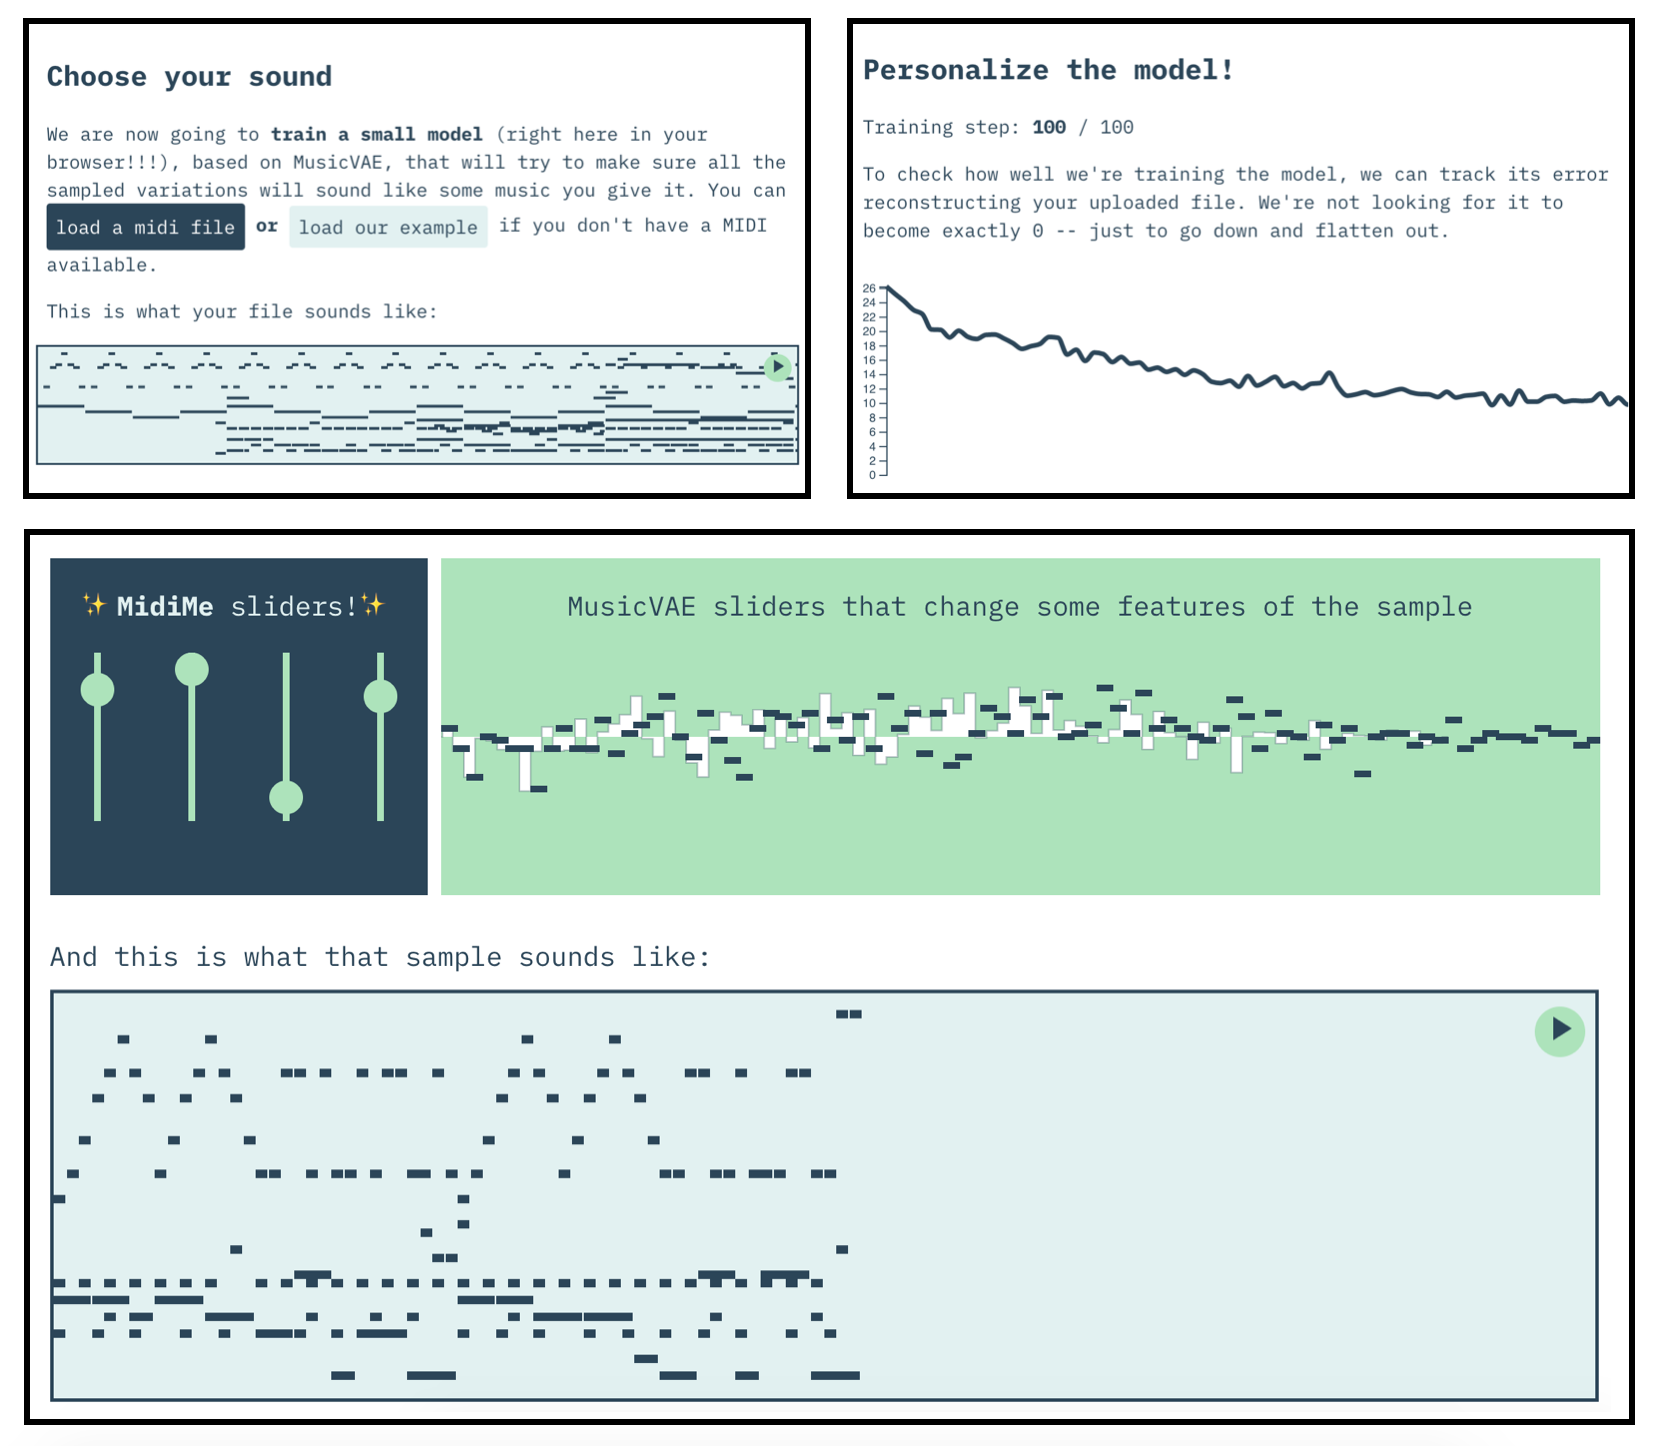 Choose your sound
We are now going to train a small model (right here in your
browser!!!), based on MusicVAE, that will try to make sure all the
sampled variations will sound like some music you give it. You can
load a midi file or load our example if you don't have a MIDI
available.
This is what your file sounds like:
Personalize the model!
Training step: 100 / 100
To check how well we're training the model, we can track its error
reconstructing your uploaded file. We're not looking for it to
become exactly 0 -- just to go down and flatten out.
26
24
22
20
18
16
14
12
10
8
6
4
2
0
✨MidiMe sliders!✨
MusicVAE sliders that change some features of the sample
And this is what that sample sounds like: